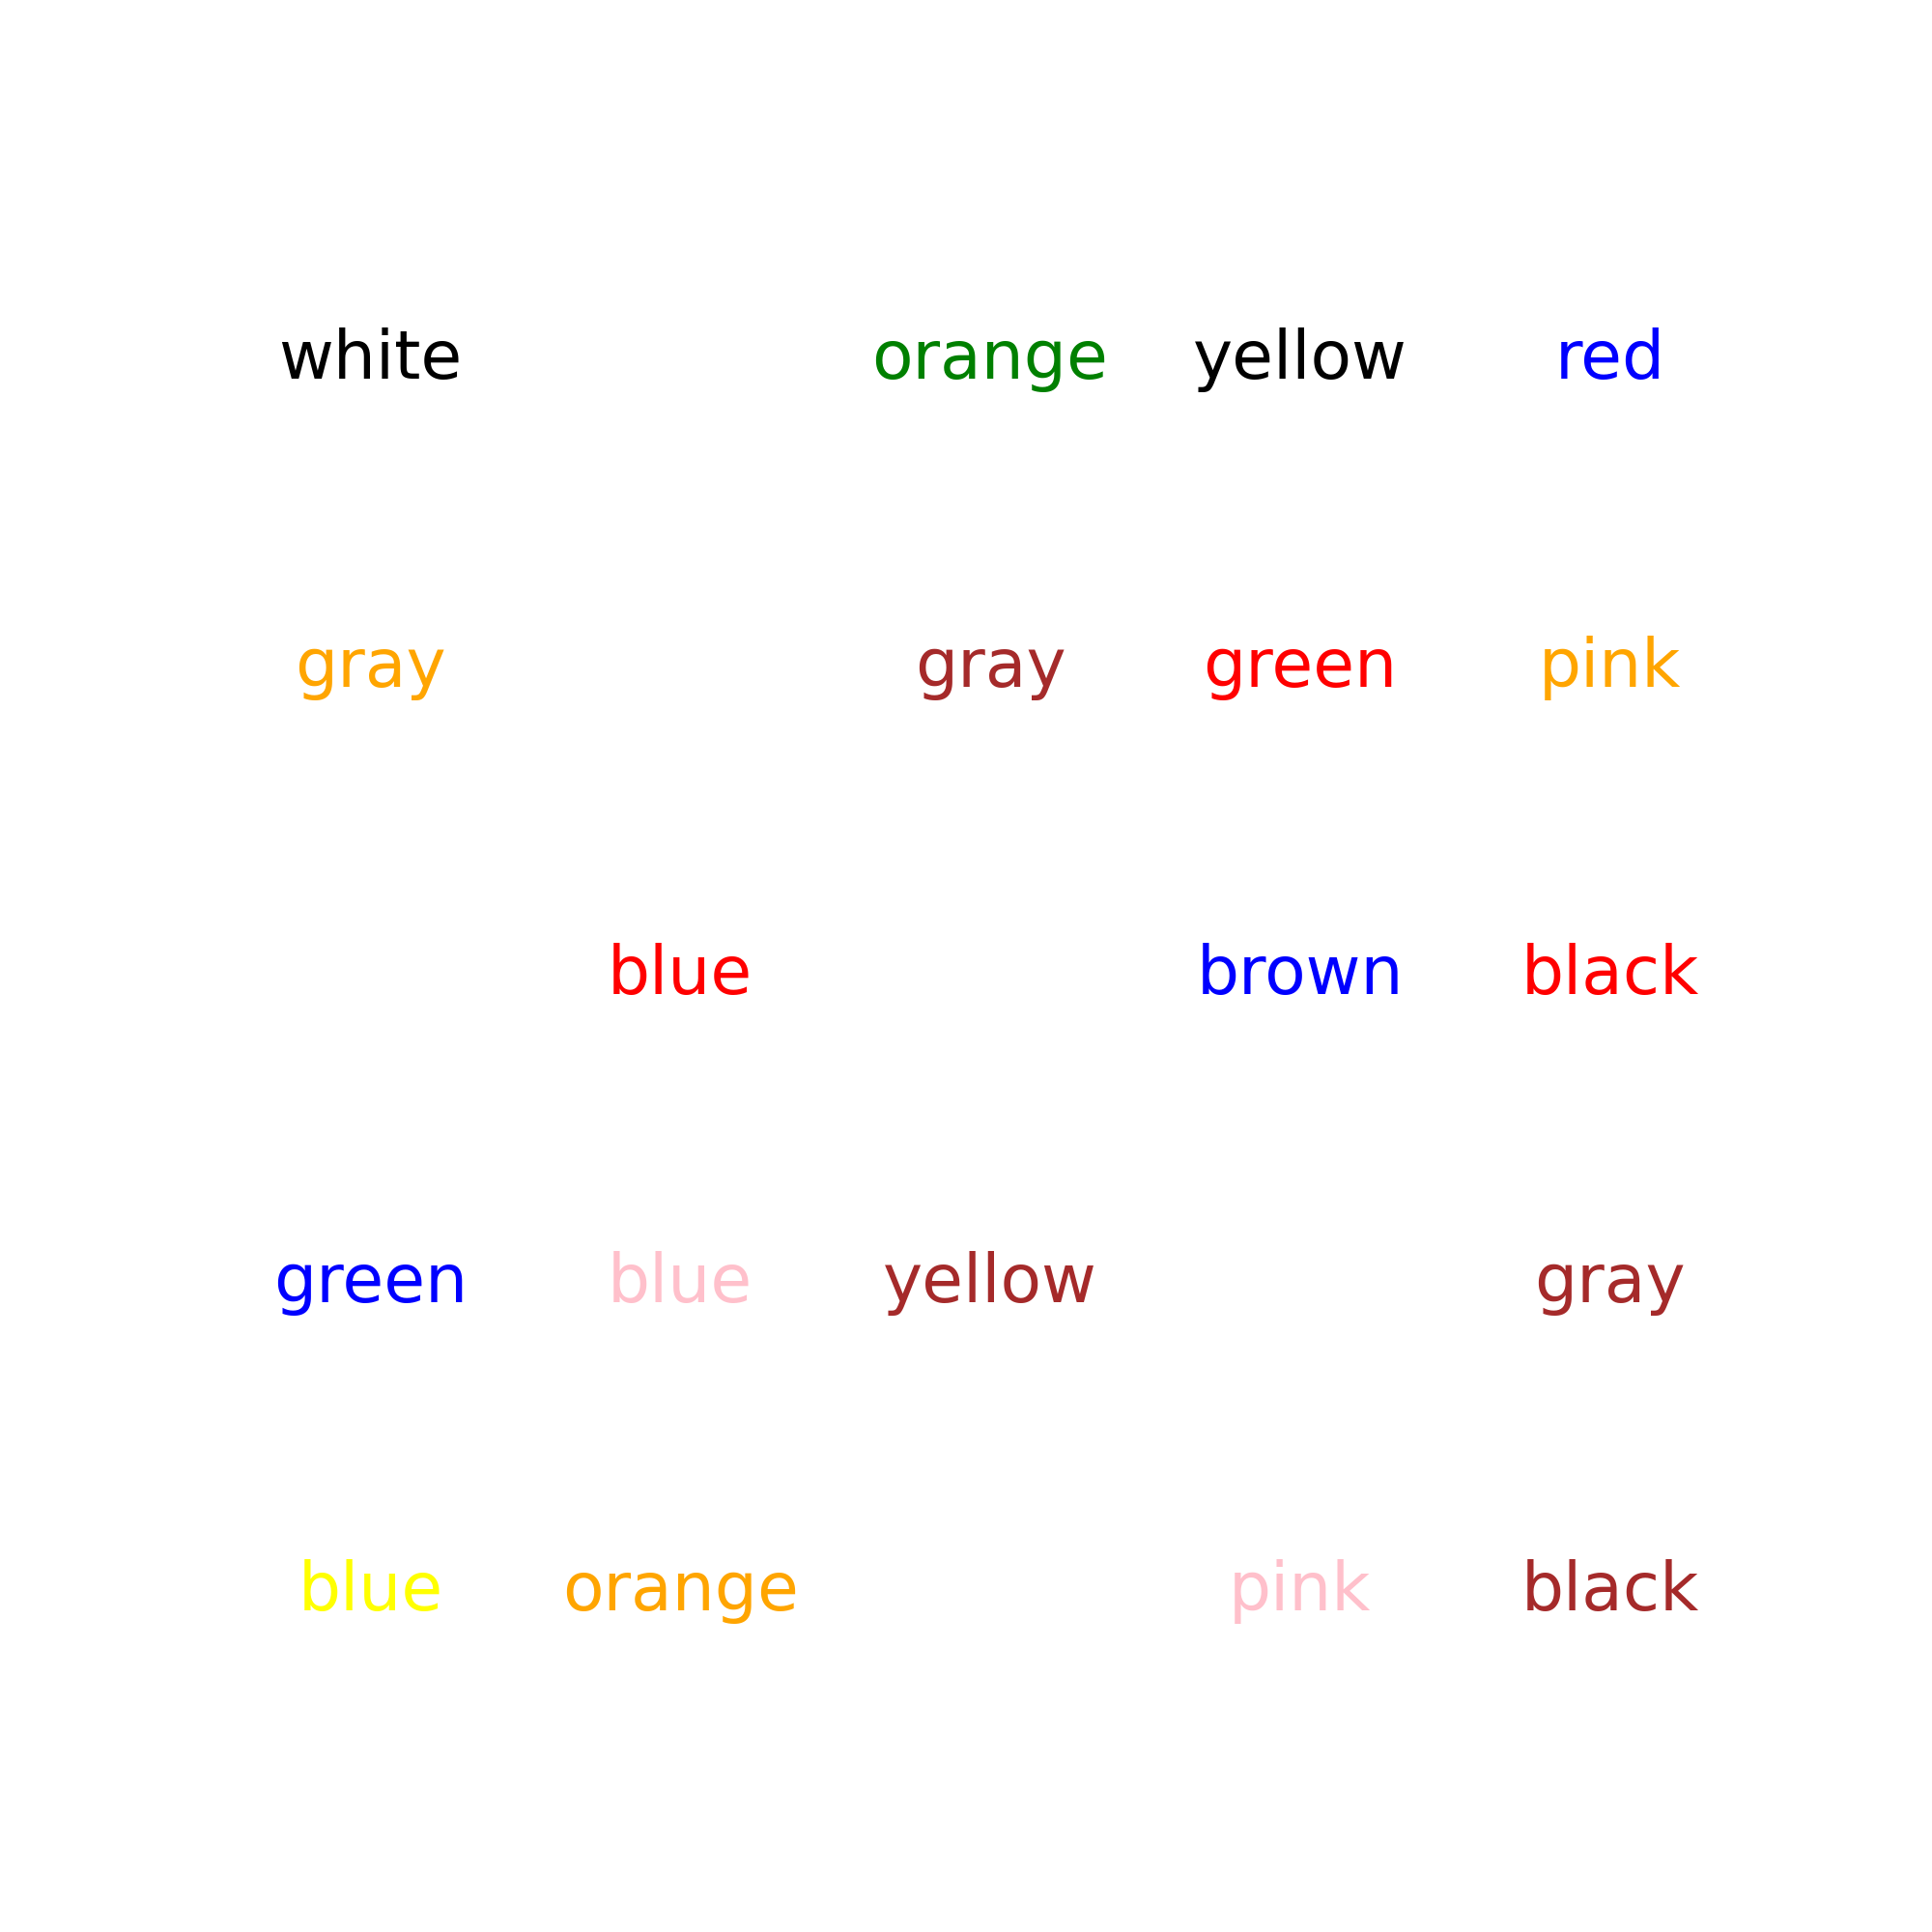 white orange yellow red
gray gray green pink
blue brown black
green blue yellow gray
blue orange pink black